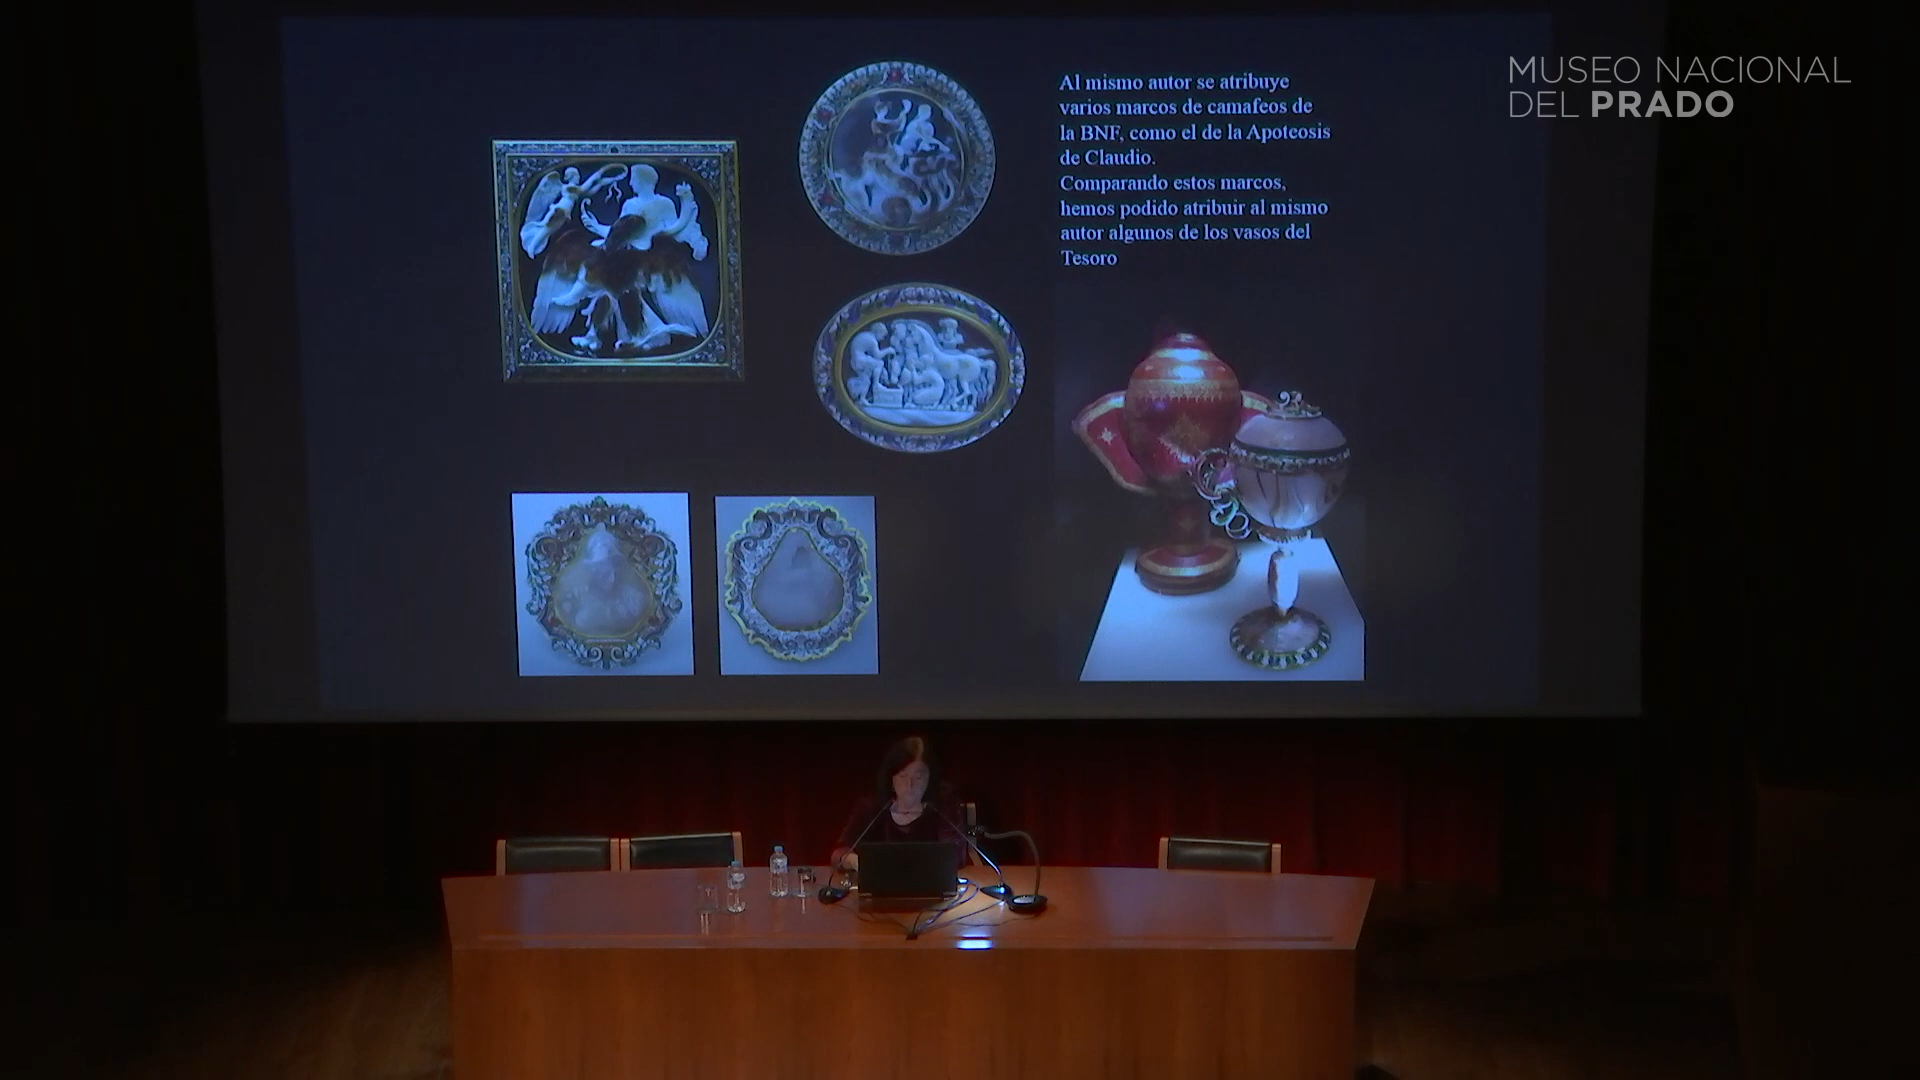 Al mismo autor se atribuye
varios marcos de camafeos de
la BNF, como el de la Apoteosis
de Claudio.
Comparando estos marcos,
hemos podido atribuir al mismo
autor algunos de los vasos del
Tesoro
MUSEO NACIONAL
DEL PRADO